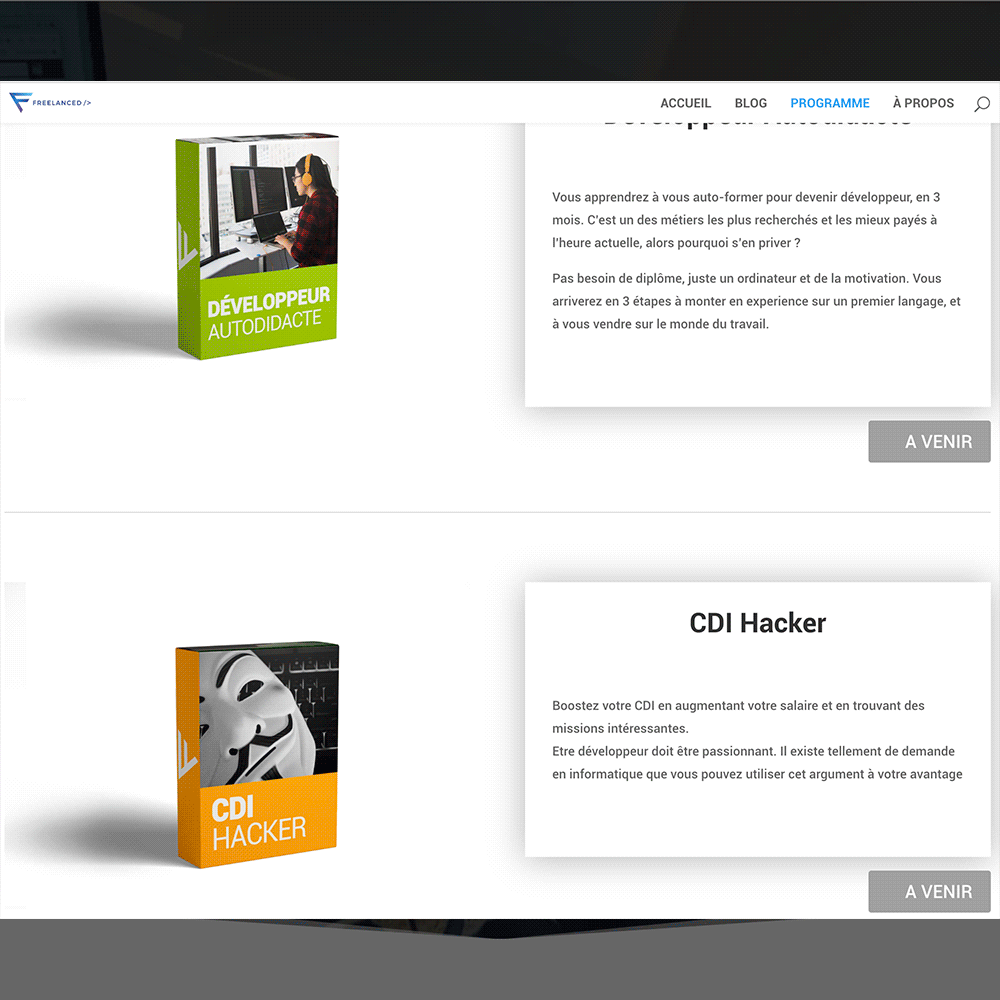 FREELANCED />
ACCUEIL
BLOG
PROGRAMME
À PROPOS
Développeur Autodidacte
DÉVELOPPEUR
AUTODIDACTE
Vous apprendrez à vous auto-former pour devenir développeur, en 3
mois. C'est un des métiers les plus recherchés et les mieux payés à
l'heure actuelle, alors pourquoi s'en priver ?
Pas besoin de diplôme, juste un ordinateur et de la motivation. Vous
arriverez en 3 étapes à monter en experience sur un premier langage, et
à vous vendre sur le monde du travail.
A VENIR
CDI
HACKER
CDI Hacker
Boostez votre CDI en augmentant votre salaire et en trouvant des
missions intéressantes.
Etre développeur doit être passionnant. Il existe tellement de demande
en informatique que vous pouvez utiliser cet argument à votre avantage
A VENIR